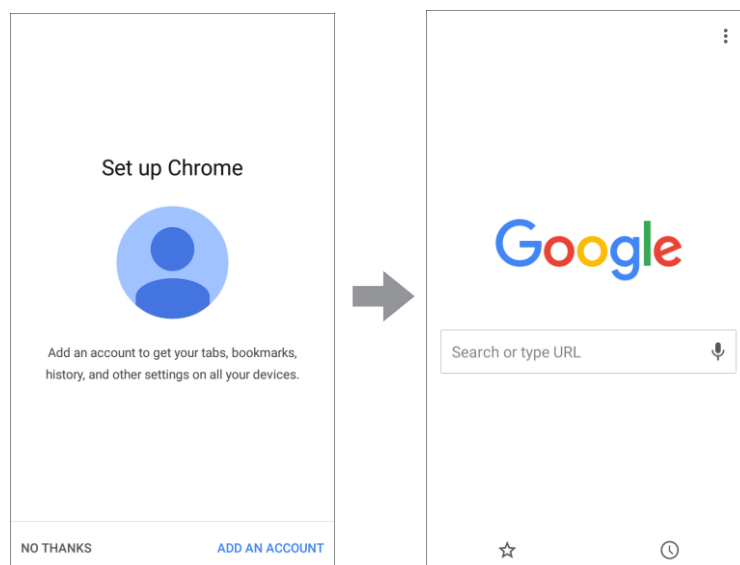 Set up Chrome
Add an account to get your tabs, bookmarks,
history, and other settings on all your devices.
NO THANKS
ADD AN ACCOUNT
Google
Search or type URL